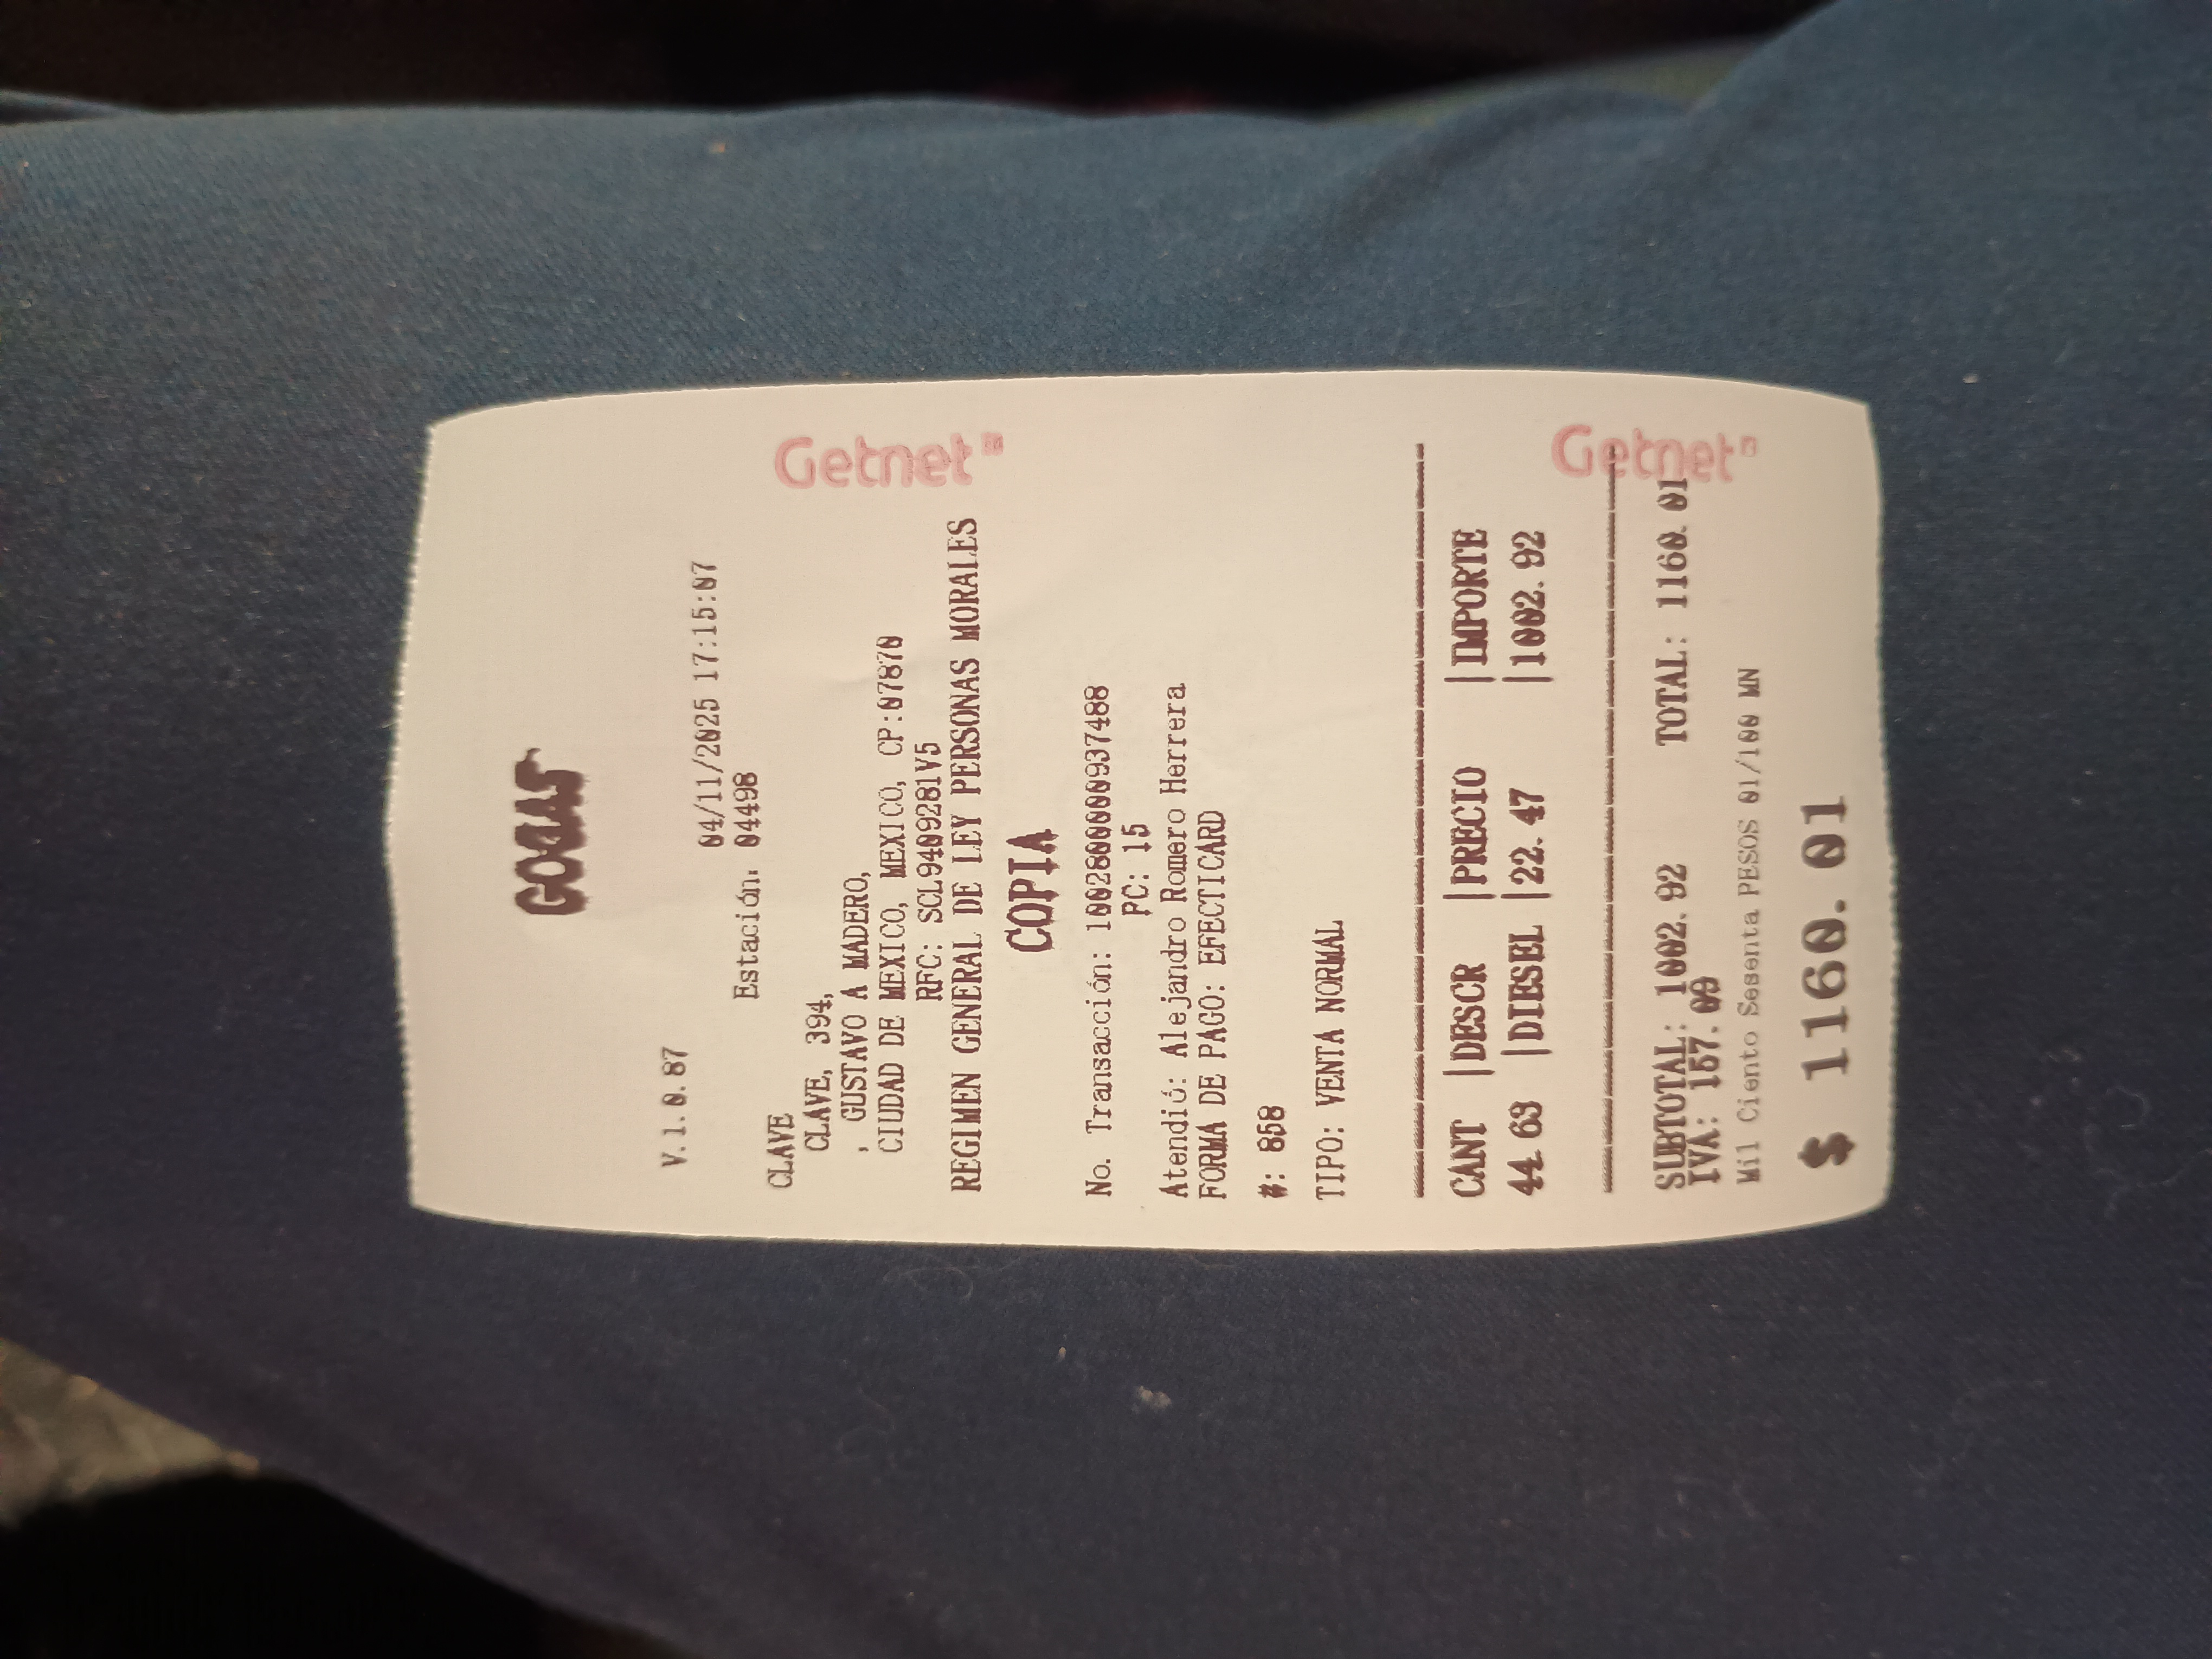 GOGAS
V.1.0.87
04/11/2025 17:15:07
Estación: 04498
CLAVE
CLAVE, 394,
, GUSTAVO A MADERO,
CIUDAD DE MEXICO, MEXICO, MEXICO, CP:07870
RFC: SCL9409281V5
REGIMEN GENERAL DE LEY PERSONAS MORALES
Getnet
COPIA
No. Transacción: 1002800000937488
PC: 15
Atendió: Alejandro Romero Herrera
FORMA DE PAGO: EFECTICARD
#: 858
TIPO: VENTA NORMAL
CANT |DESCR |PRECIO |IMPORTE
44.63 |DIESEL |22.47 |1002.92
SUBTOTAL: 1002.92 TOTAL: 1160.01
IVA: 157.09
Getnet
Mil Ciento Sesenta PESOS 01/100 MN
$ 1160.01